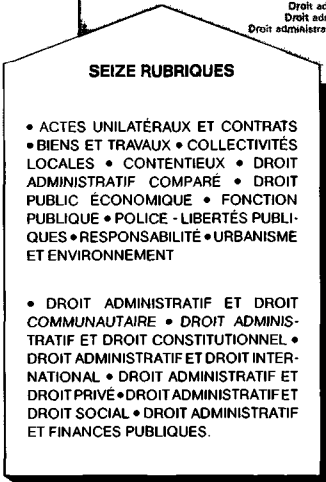 Droit ad
Droit adm
Droit administra
SEIZE RUBRIQUES
• ACTES UNILATÉRAUX ET CONTRATS
• BIENS ET TRAVAUX • COLLECTIVITÉS
LOCALES • CONTENTIEUX • DROIT
ADMINISTRATIF COMPARÉ • DROIT
PUBLIC ÉCONOMIQUE • FONCTION
PUBLIQUE • POLICE - LIBERTÉS PUBLI-
QUES • RESPONSABILITÉ • URBANISME
ET ENVIRONNEMENT
• DROIT ADMINISTRATIF ET DROIT
COMMUNAUTAIRE • DROIT ADMINIS-
TRATIF ET DROIT CONSTITUTIONNEL •
DROIT ADMINISTRATIF ET DROIT INTER-
NATIONAL • DROIT ADMINISTRATIF ET
DROIT PRIVÉ • DROIT ADMINISTRATIF ET
DROIT SOCIAL • DROIT ADMINISTRATIF
ET FINANCES PUBLIQUES.